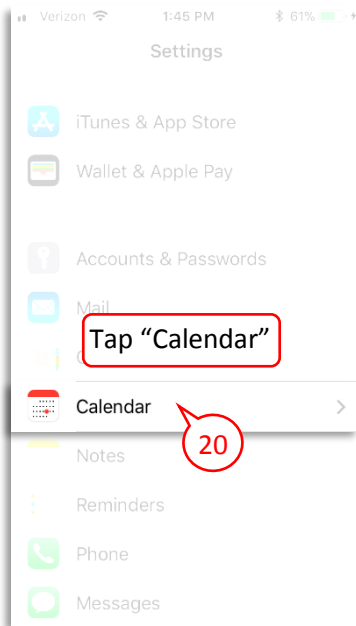 Verizon 1:45 PM 61%
Settings
iTunes & App Store
Wallet & Apple Pay
Accounts & Passwords
Mail
Tap “Calendar”
Calendar
20
Notes
Reminders
Phone
Messages